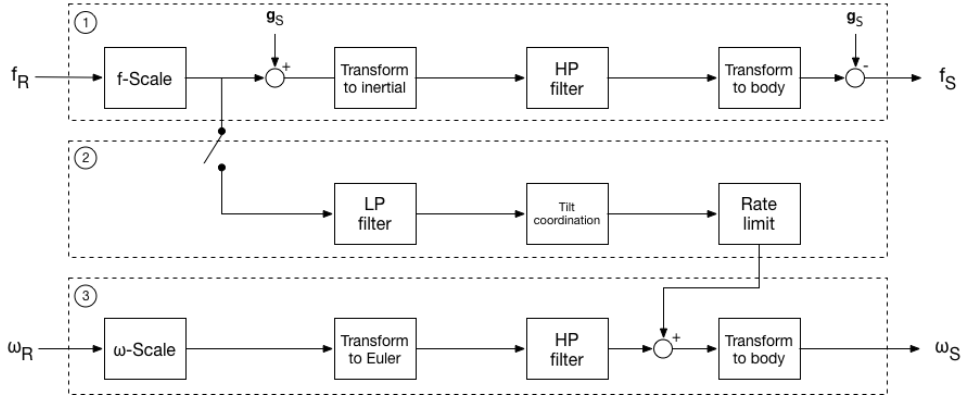 1
g_S
g_S
f_R
f-Scale
+
Transform
to inertial
HP
filter
Transform
to body
-
f_S
2
LP
filter
Tilt
coordination
Rate
limit
3
ω_R
ω-Scale
Transform
to Euler
HP
filter
+
Transform
to body
ω_S